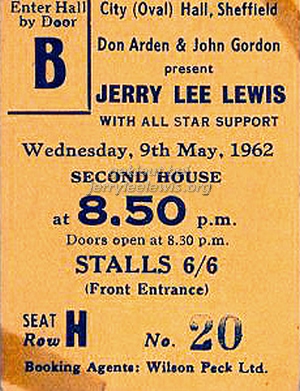 Enter Hall
by Door
B
City (Oval) Hall, Sheffield
Don Arden & John Gordon
present
JERRY LEE LEWIS
WITH ALL STAR SUPPORT
Wednesday, 9th May, 1962
SECOND HOUSE
jerryleelewis.org
at 8.50 p.m.
Doors open at 8.30 p.m.
STALLS 6/6
(Front Entrance)
SEAT
Row H No. 20
Booking Agents: Wilson Peck Ltd.